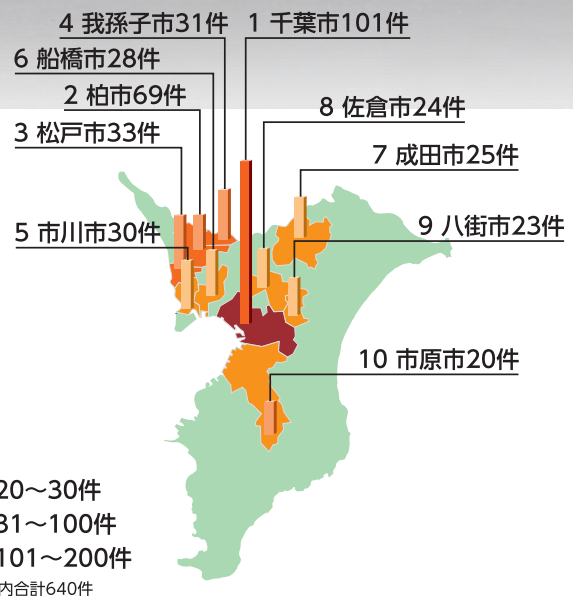 4 我孫子市31件
1 千葉市101件
6 船橋市28件
2 柏市69件
8 佐倉市24件
3 松戸市33件
7 成田市25件
9 八街市23件
5 市川市30件
10 市原市20件
20〜30件
31〜100件
101〜200件
内合計640件